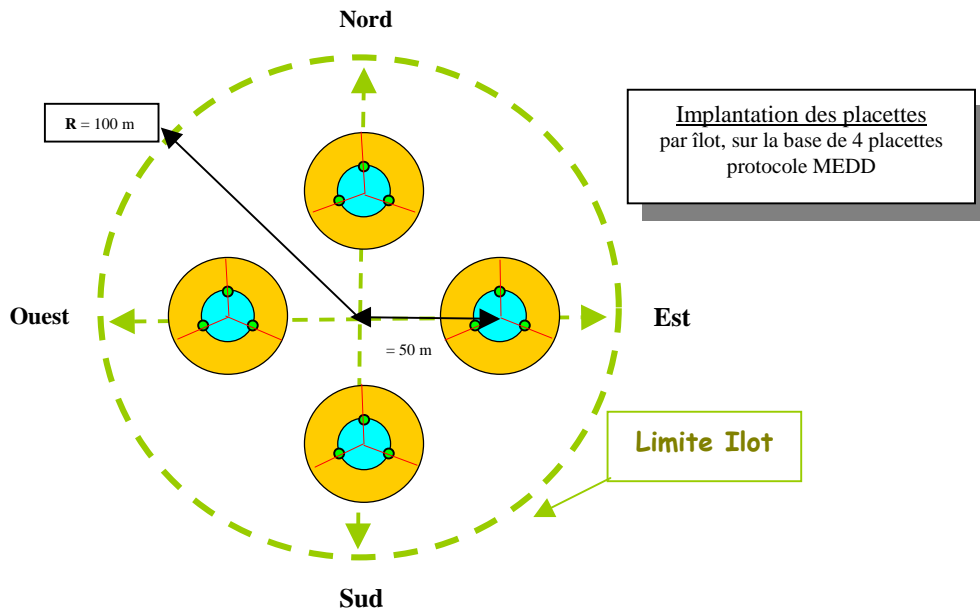 Nord
R = 100 m
Implantation des placettes
par îlot, sur la base de 4 placettes
protocole MEDD
Ouest
Est
= 50 m
Limite Ilot
Sud